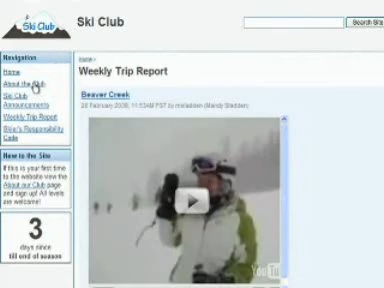 Ski Club
Ski Club
Search Site
Navigation
Home
Home
About the Club
Weekly Trip Report
Ski Club
Announcements
Beaver Creek
Weekly Trip Report
Skier's Responsibility
Code
New to the Site
If this is your first time
to the website view the
About our Club page
and sign up! All levels
are welcome!
3
days since
till end of season
YouTu